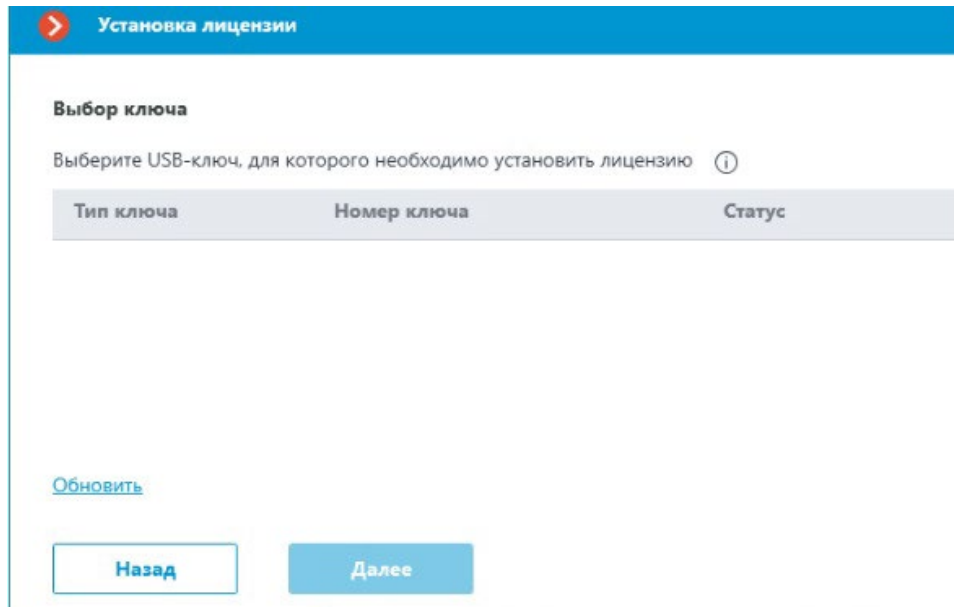 Установка лицензии
Выбор ключа
Выберите USB-ключ, для которого необходимо установить лицензию
Тип ключа Номер ключа Статус
Обновить
Назад Далее